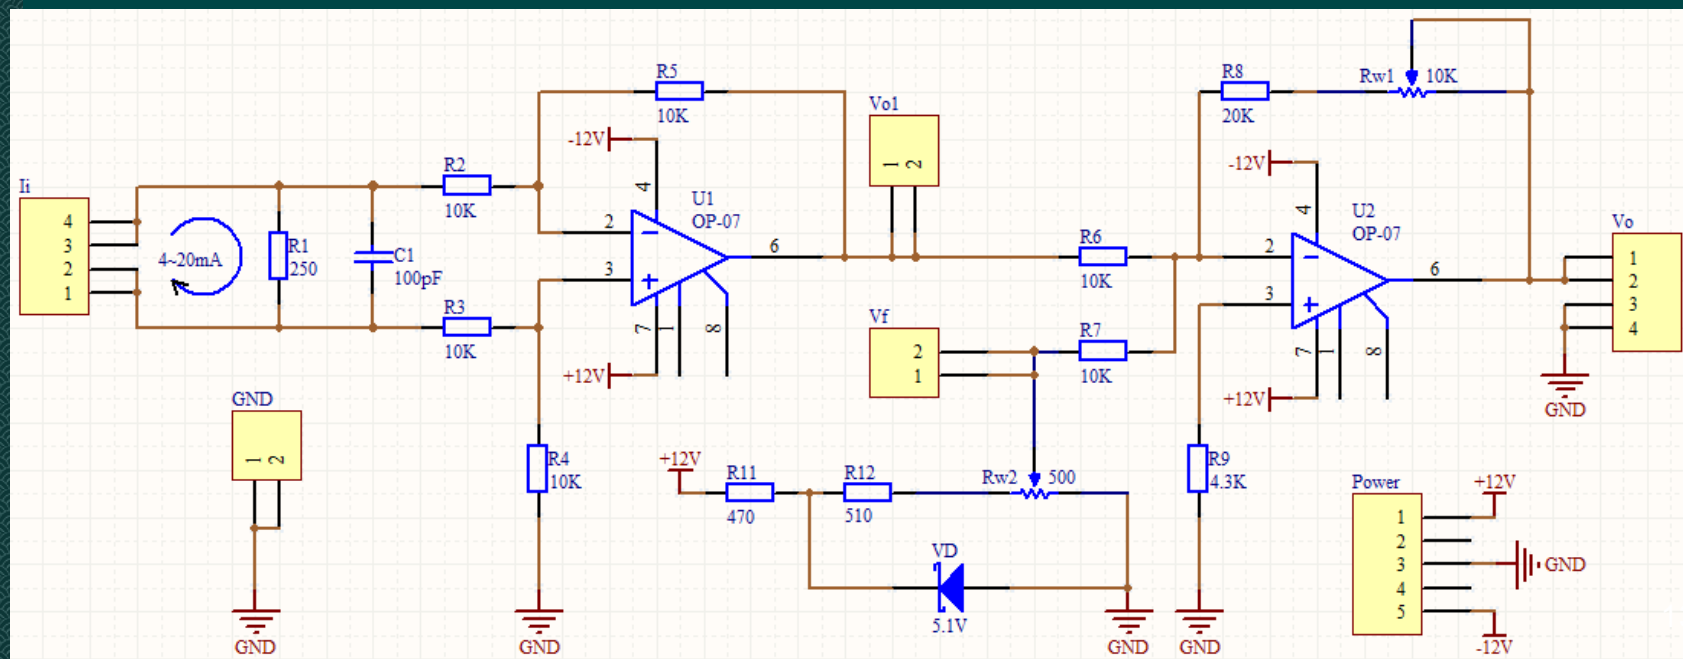 Ii
4
3
2
1
4~20mA
R1
250
C1
100pF
R2
10K
R3
10K
R5
10K
-12V
4
2
3
U1
OP-07
6
7
1
8
+12V
R4
10K
GND
GND
1
2
GND
Vo1
1
2
Vf
2
1
R6
10K
R7
10K
+12V
R11
470
R12
510
Rw2
500
VD
5.1V
GND
R8
20K
Rw1
10K
-12V
4
2
3
U2
OP-07
6
7
1
8
+12V
R9
4.3K
GND
Vo
1
2
3
4
GND
Power
1
2
3
4
5
+12V
GND
-12V